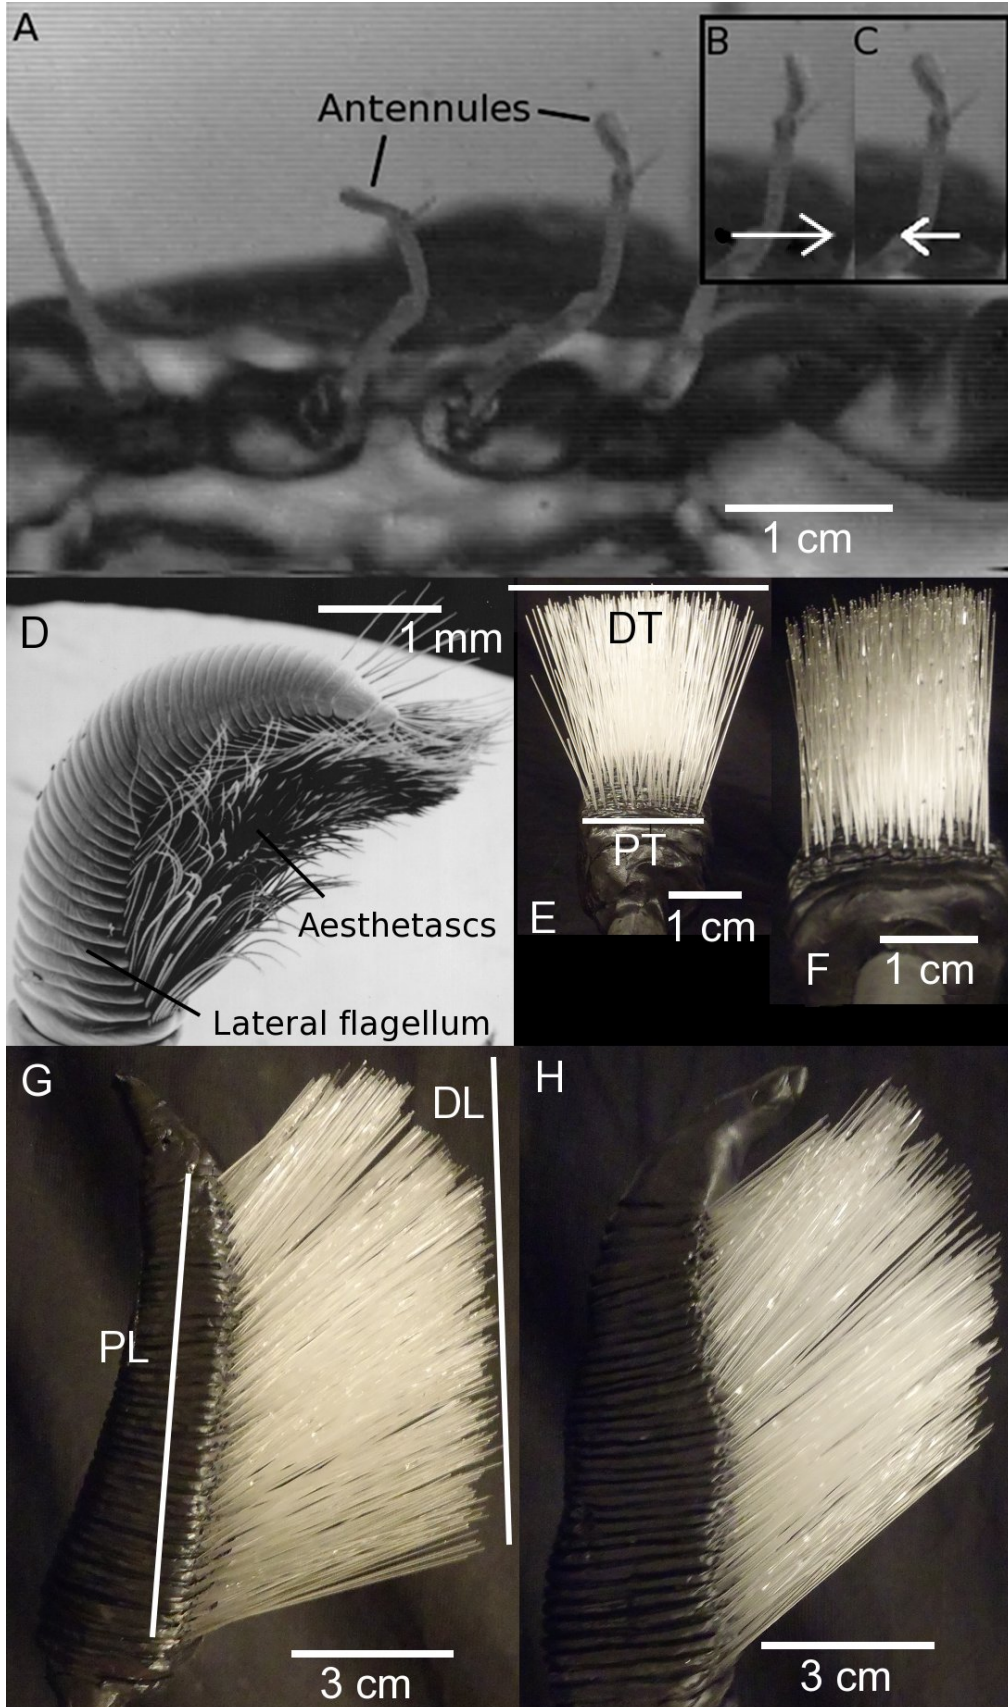 A
B
C
Antennules
1 cm
D
1 mm
Aesthetascs
Lateral flagellum
DT
PT
E
1 cm
F
1 cm
G
DL
PL
3 cm
H
3 cm